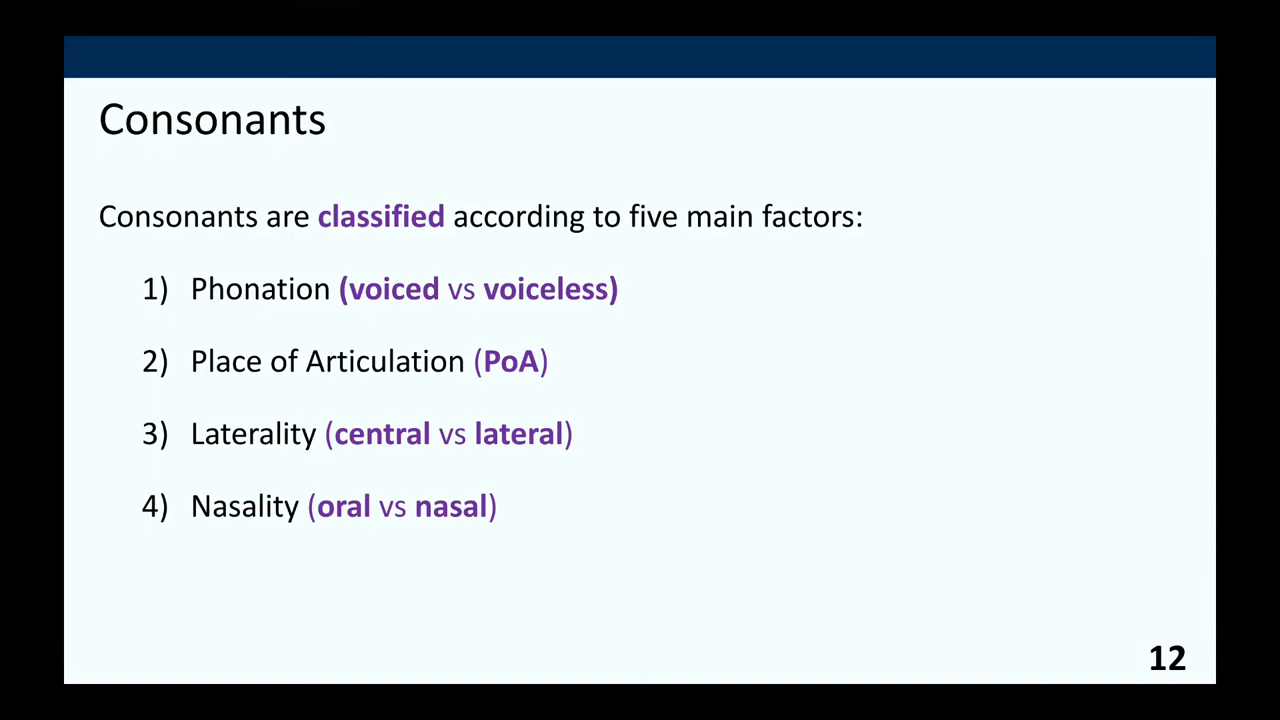 Consonants
Consonants are classified according to five main factors:
1) Phonation (voiced vs voiceless)
2) Place of Articulation (PoA)
3) Laterality (central vs lateral)
4) Nasality (oral vs nasal)
12